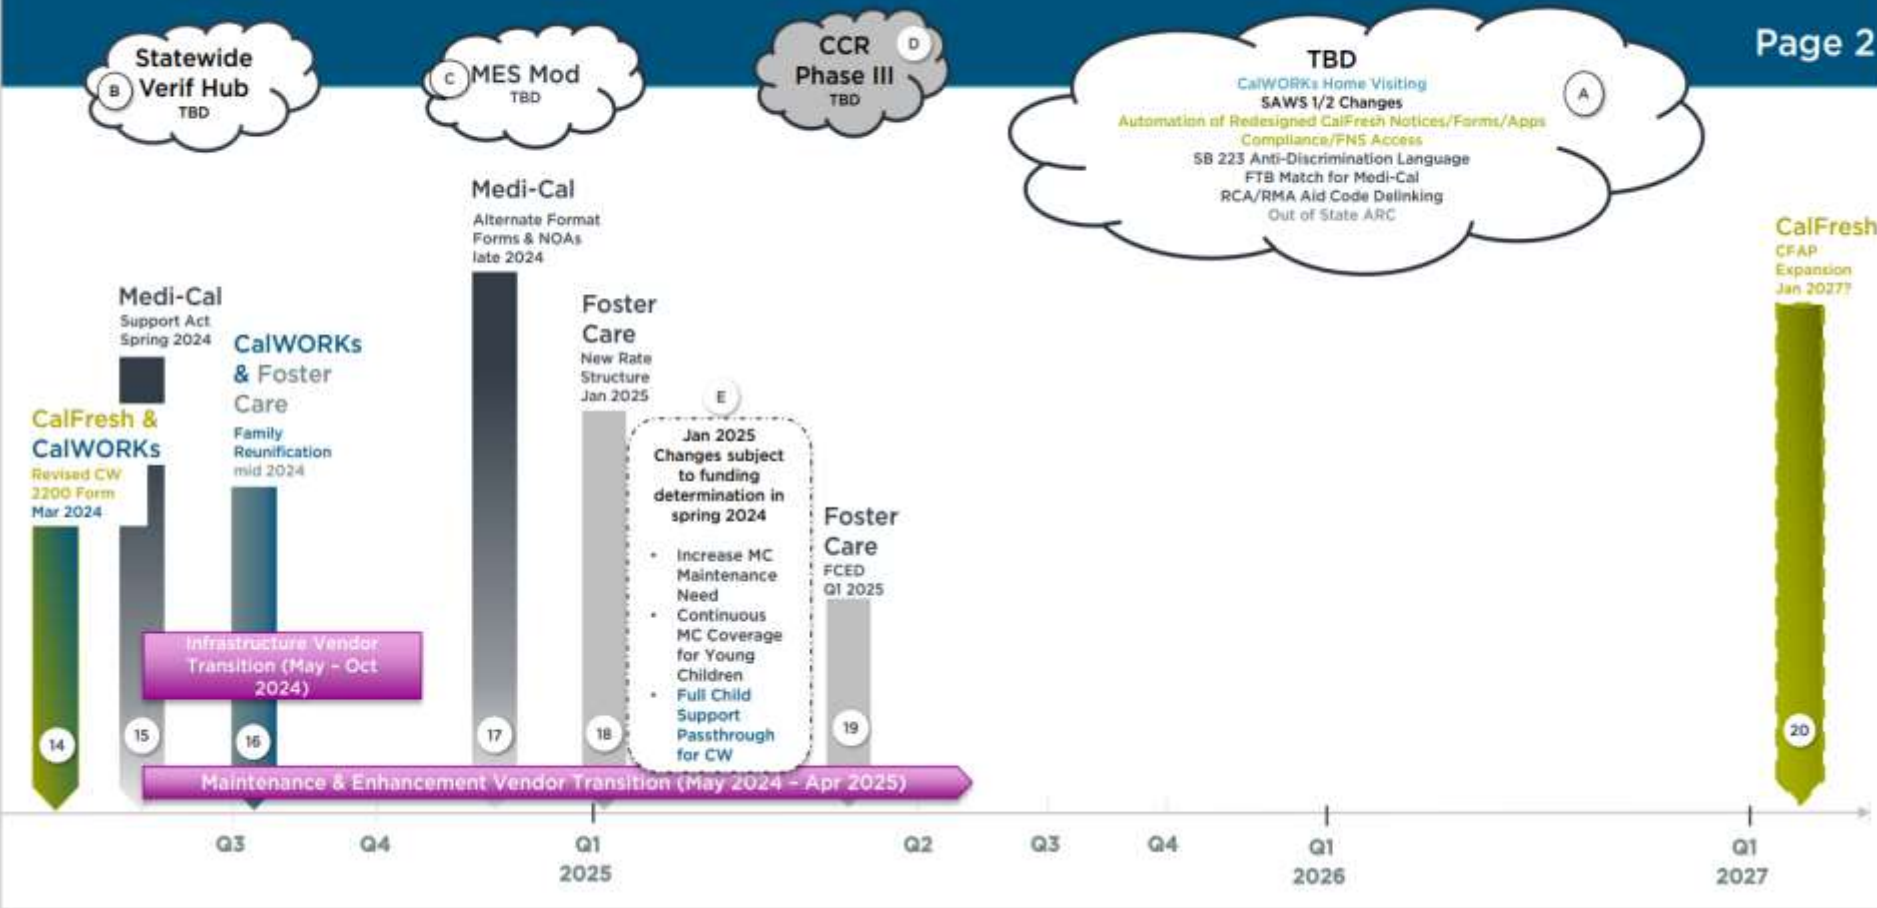 Page 2
Statewide
B
Verif Hub
TBD
C
MES Mod
TBD
CCR
D
Phase III
TBD
TBD
A
CalWORKs Home Visiting
SAWS 1/2 Changes
Automation of Redesigned CalFresh Notices/Forms/Apps
Compliance/FNS Access
SB 223 Anti-Discrimination Language
FTB Match for Medi-Cal
RCA/RMA Aid Code Delinking
Out of State ARC
CalFresh &
CalWORKs
Revised CW
2200 Form
Mar 2024
14
Medi-Cal
Support Act
Spring 2024
15
CalWORKs
& Foster
Care
Family
Reunification
mid 2024
16
Medi-Cal
Alternate Format
Forms & NOAs
late 2024
17
Foster
Care
New Rate
Structure
Jan 2025
18
E
Jan 2025
Changes subject
to funding
determination in
spring 2024
• Increase MC
Maintenance
Need
• Continuous
MC Coverage
for Young
Children
• Full Child
Support
Passthrough
for CW
Foster
Care
FCED
Q1 2025
19
CalFresh
CFAP
Expansion
Jan 2027?
20
Infrastructure Vendor
Transition (May – Oct
2024)
Maintenance & Enhancement Vendor Transition (May 2024 – Apr 2025)
Q3
Q4
Q1
2025
Q2
Q3
Q4
Q1
2026
Q1
2027